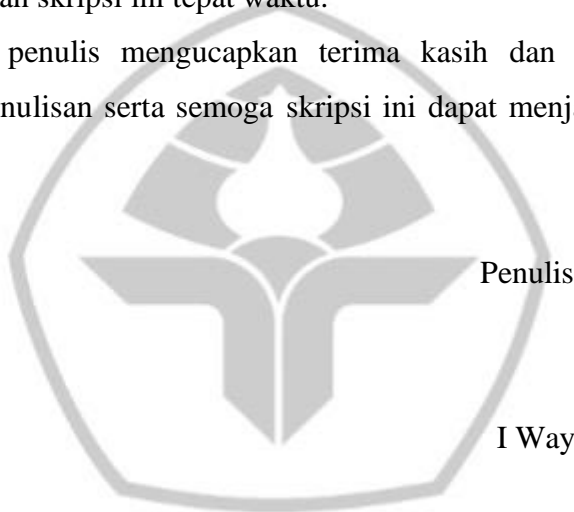 an skripsi ini tepat waktu.
penulis mengucapkan terima kasih dan
nulisan serta semoga skripsi ini dapat menj
Penulis
I Way